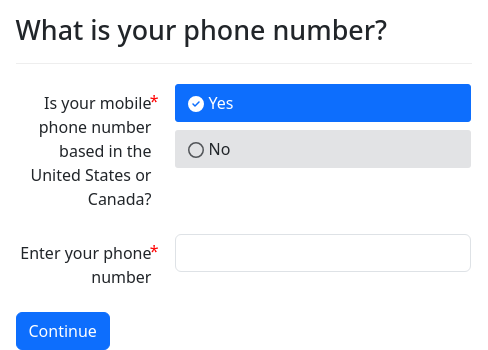 What is your phone number?
Is your mobile*
phone number
based in the
United States or
Canada?
Yes
No
Enter your phone*
number
Continue